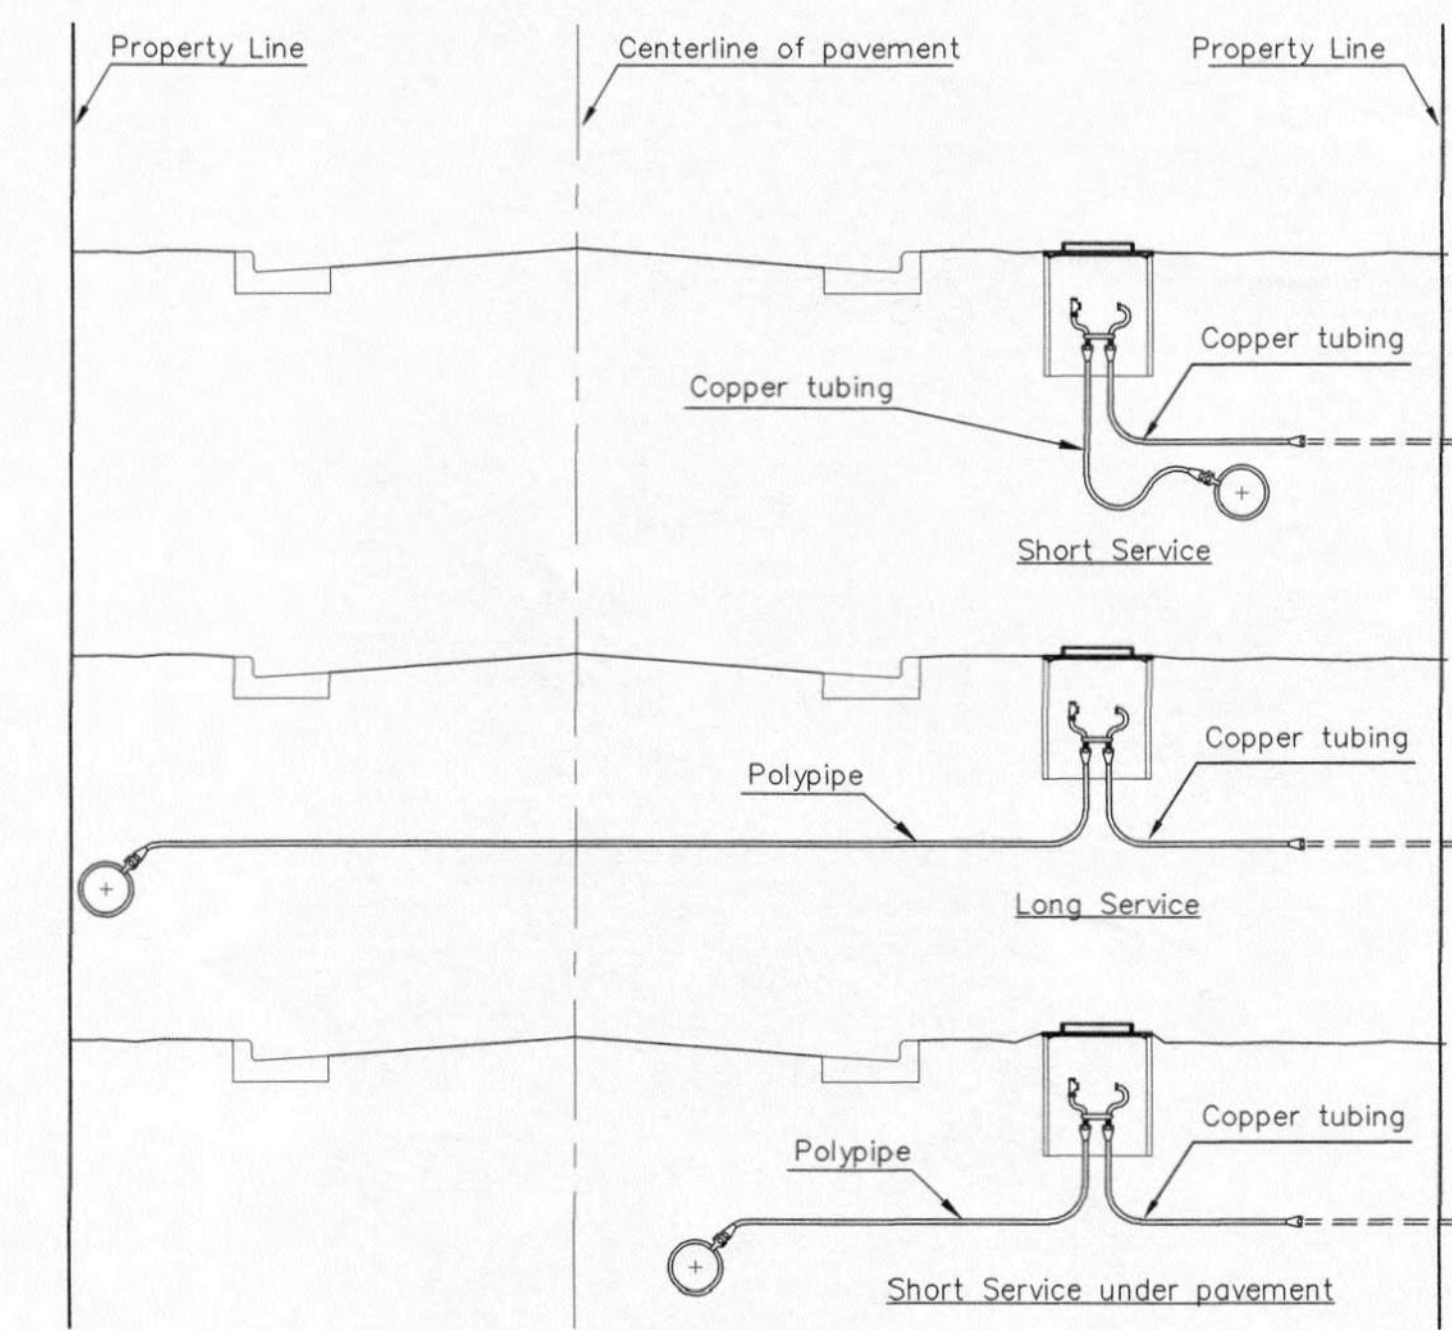 Property Line
Centerline of pavement
Property Line
Copper tubing
Copper tubing
Short Service
Copper tubing
Polypipe
Long Service
Copper tubing
Polypipe
Short Service under pavement